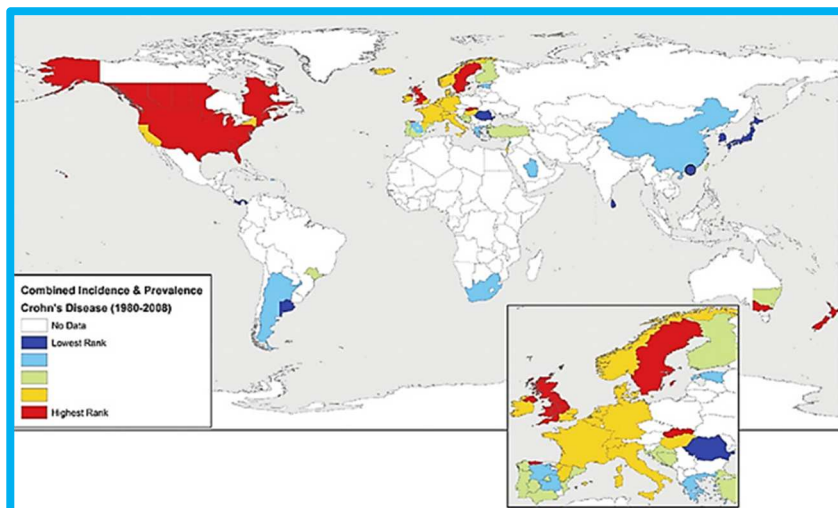 Combined Incidence & Prevalence
Crohn's Disease (1980-2008)
No Data
Lowest Rank
Highest Rank